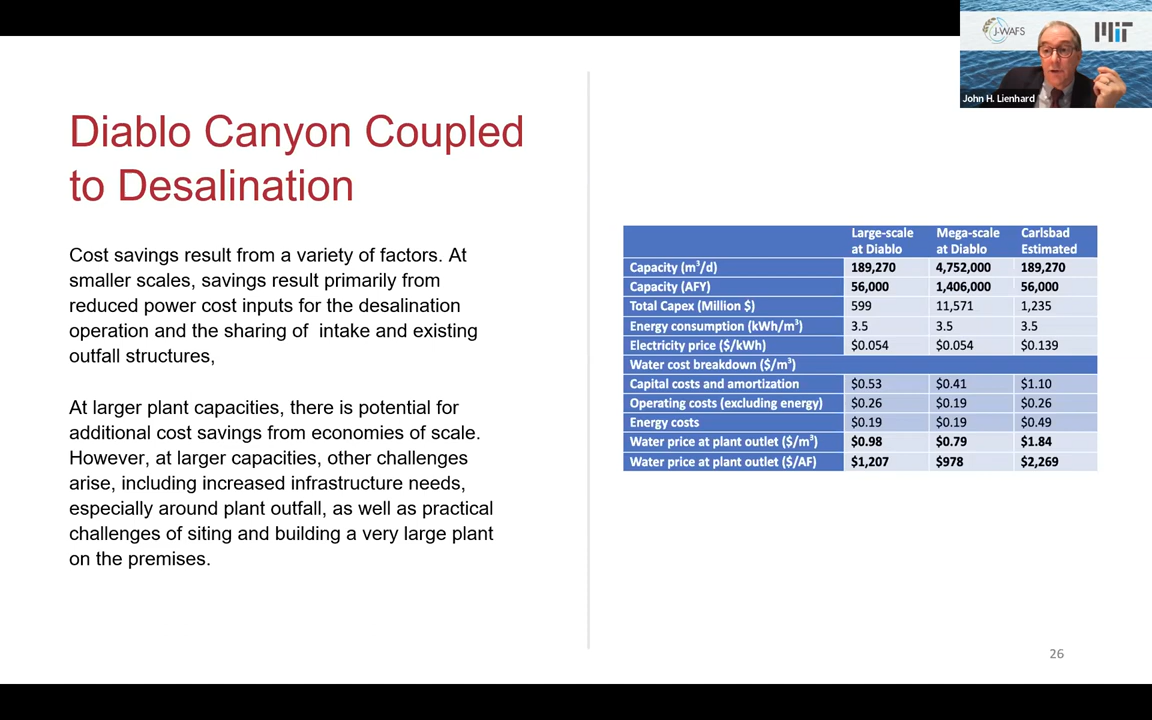 J-WAFS
MIT
John H. Lienhard
Diablo Canyon Coupled
to Desalination
Cost savings result from a variety of factors. At
smaller scales, savings result primarily from
reduced power cost inputs for the desalination
operation and the sharing of intake and existing
outfall structures,
At larger plant capacities, there is potential for
additional cost savings from economies of scale.
However, at larger capacities, other challenges
arise, including increased infrastructure needs,
especially around plant outfall, as well as practical
challenges of siting and building a very large plant
on the premises.
Large-scale Mega-scale Carlsbad
at Diablo at Diablo Estimated
Capacity (m³/d) 189,270 4,752,000 189,270
Capacity (AFY) 56,000 1,406,000 56,000
Total Capex (Million $) 599 11,571 1,235
Energy consumption (kWh/m³) 3.5 3.5 3.5
Electricity price ($/kWh) $0.054 $0.054 $0.139
Water cost breakdown ($/m³)
Capital costs and amortization $0.53 $0.41 $1.10
Operating costs (excluding energy) $0.26 $0.19 $0.26
Energy costs $0.19 $0.19 $0.49
Water price at plant outlet ($/m³) $0.98 $0.79 $1.84
Water price at plant outlet ($/AF) $1,207 $978 $2,269
26